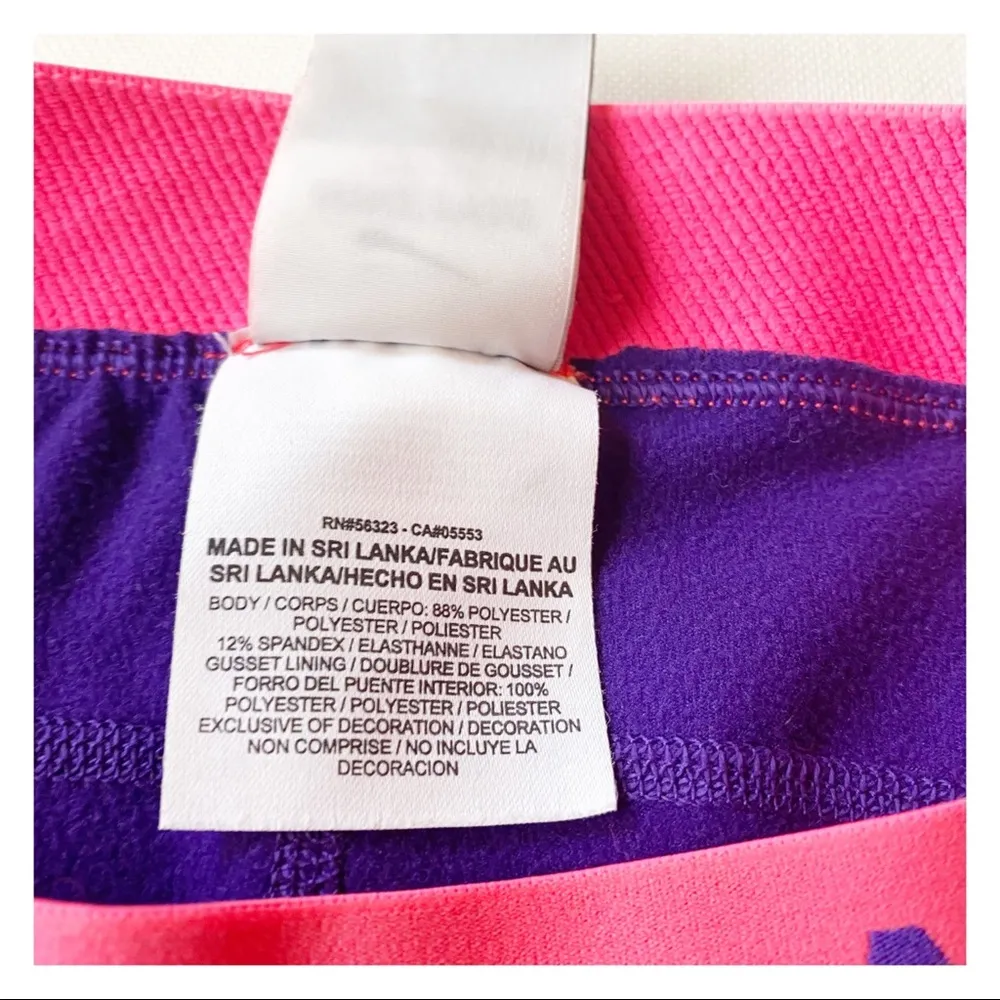 RN#56323 - CA#05553
MADE IN SRI LANKA/FABRIQUE AU
SRI LANKA/HECHO EN SRI LANKA
BODY / CORPS / CUERPO: 88% POLYESTER /
POLYESTER / POLIESTER
12% SPANDEX / ELASTHANNE / ELASTANO
GUSSET LINING / DOUBLURE DE GOUSSET /
FORRO DEL PUENTE INTERIOR: 100%
POLYESTER / POLYESTER / POLIESTER
EXCLUSIVE OF DECORATION / DECORATION
NON COMPRISE / NO INCLUYE LA
DECORACION